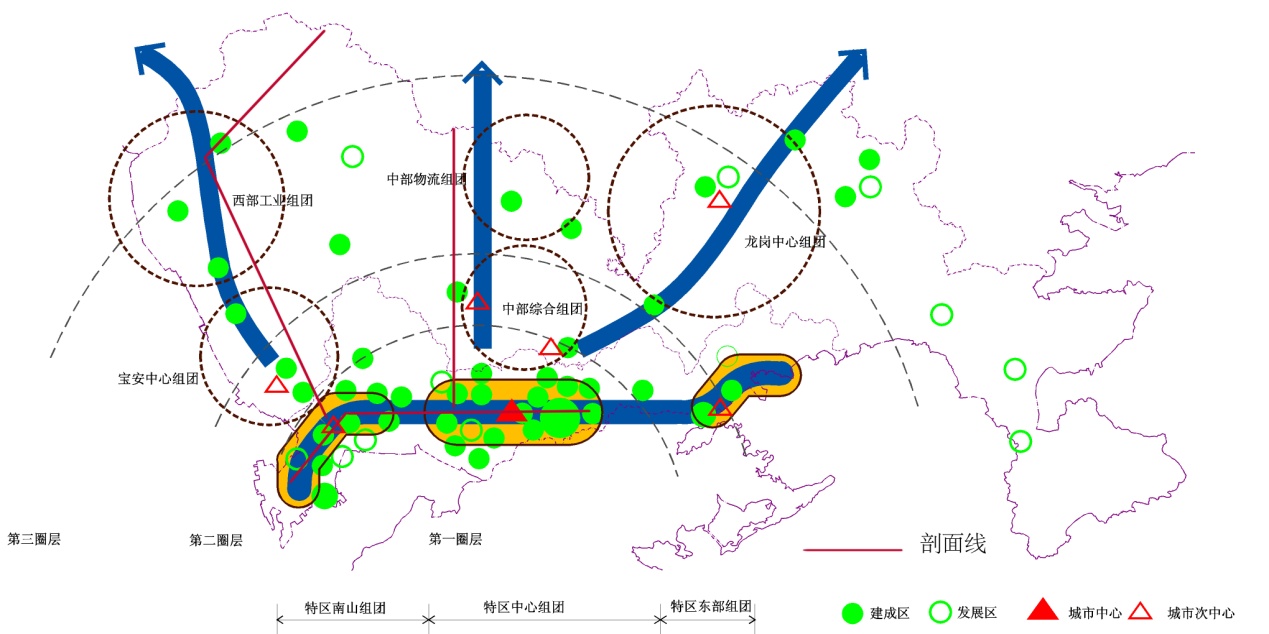 中部物流组团
西部工业组团
龙岗中心组团
中部综合组团
宝安中心组团
第三圈层
第二圈层
第一圈层
剖面线
特区南山组团
特区中心组团
特区东部组团
建成区
发展区
城市中心
城市次中心